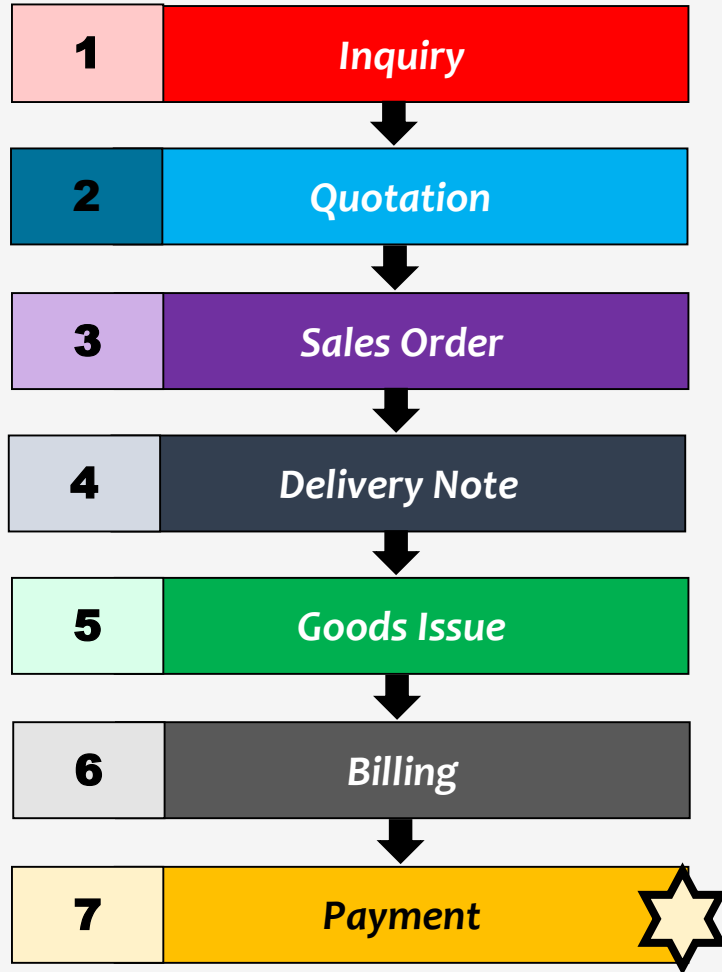 1 Inquiry
2 Quotation
3 Sales Order
4 Delivery Note
5 Goods Issue
6 Billing
7 Payment